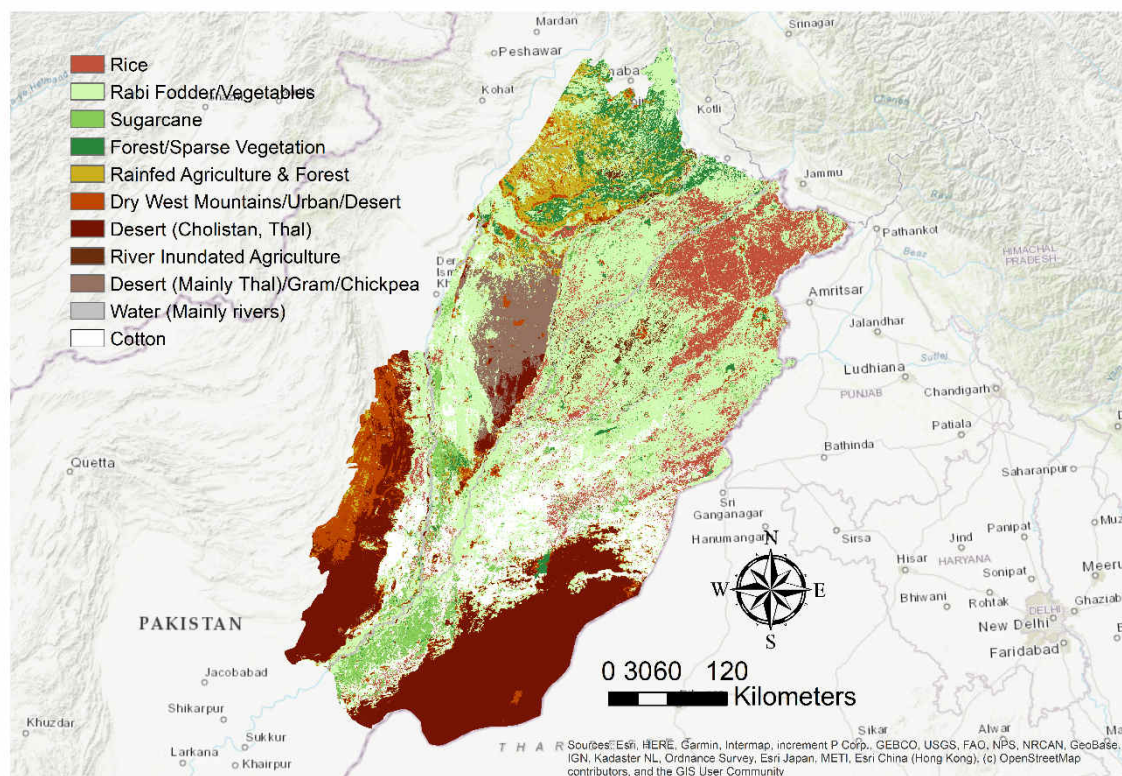 Mardan
Srinagar
Peshawar
Kohat
Kotli
Rice
Rabi Fodder/Vegetables
Sugarcane
Forest/Sparse Vegetation
Rainfed Agriculture & Forest
Dry West Mountains/Urban/Desert
Desert (Cholistan, Thal)
River Inundated Agriculture
Desert (Mainly Thal)/Gram/Chickpea
Water (Mainly rivers)
Cotton
Jammu
Pathankot
HIMACHAL
PRADESH
Beas
Amritsar
Jalandhar
Sutlej
Ludhiana
Chandigarh
PUNJAB
Patiala
Bathinda
Saharanpur
Quetta
Sri
Ganganagar
Hanumangarh
Sirsa
Panipat
Jind
Hisar
HARYANA
Sonipat
Meeru
Bhiwani
Rohtak
DELHI
Ghaziab
New Delhi
Faridabad
N
W
E
S
PAKISTAN
Jacobabad
Shikarpur
Khuzdar
Sukkur
Larkana
Khairpur
0 3060 120
Kilometers
Sikar
Alwar
THAR
Sources: Esri, HERE, Garmin, Intermap, increment P Corp., GEBCO, USGS, FAO, NPS, NRCAN, GeoBase,
IGN, Kadaster NL, Ordnance Survey, Esri Japan, METI, Esri China (Hong Kong), (c) OpenStreetMap
contributors, and the GIS User Community